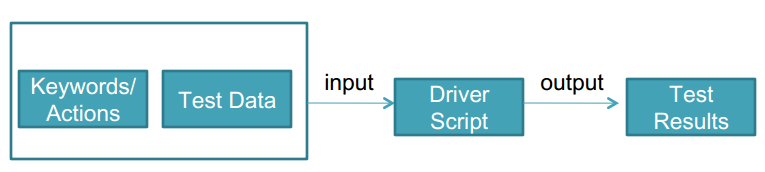 Keywords/
Actions
Test Data
input
Driver
Script
output
Test
Results